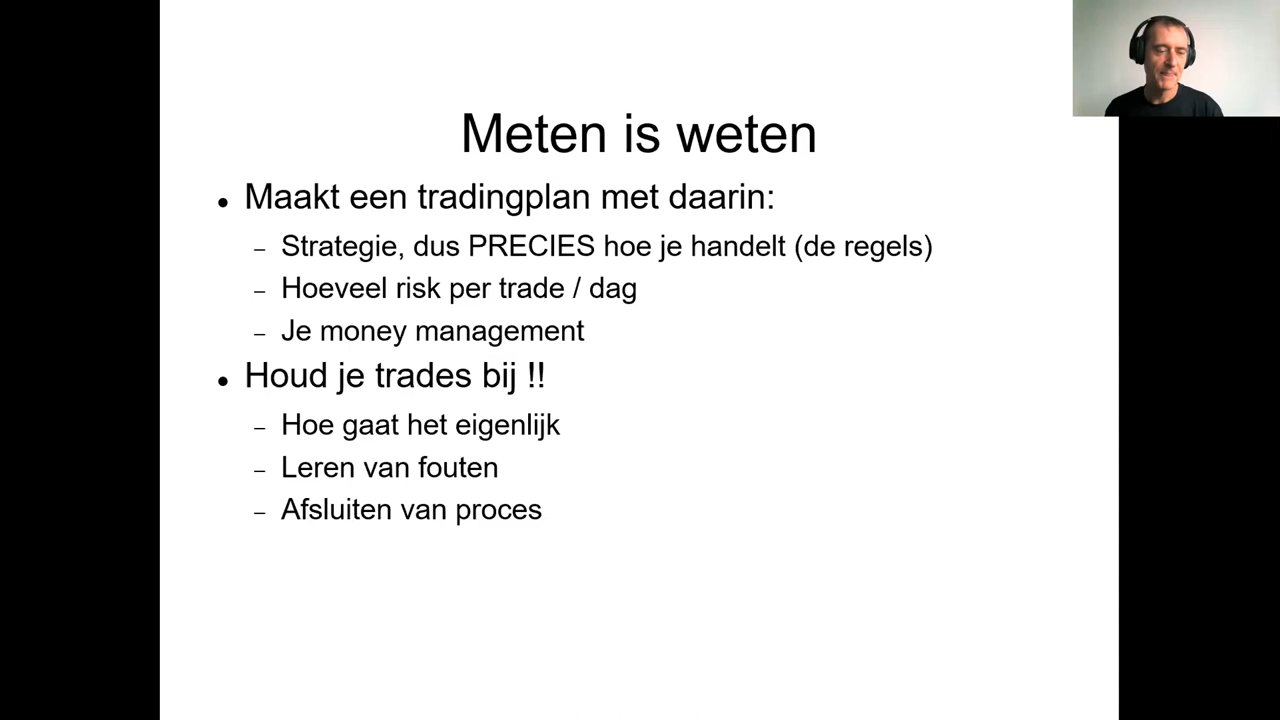 Meten is weten
● Maakt een tradingplan met daarin:
– Strategie, dus PRECIES hoe je handelt (de regels)
– Hoeveel risk per trade / dag
– Je money management
● Houd je trades bij !!
– Hoe gaat het eigenlijk
– Leren van fouten
– Afsluiten van proces